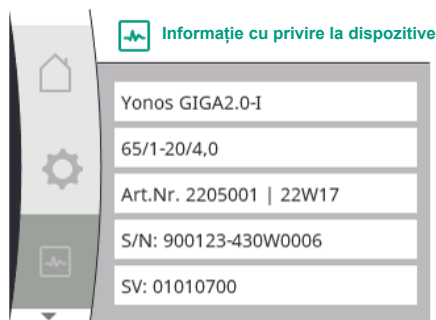 Informație cu privire la dispozitive
Yonos GIGA2.0-I
65/1-20/4,0
Art.Nr. 2205001 | 22W17
S/N: 900123-430W0006
SV: 01010700